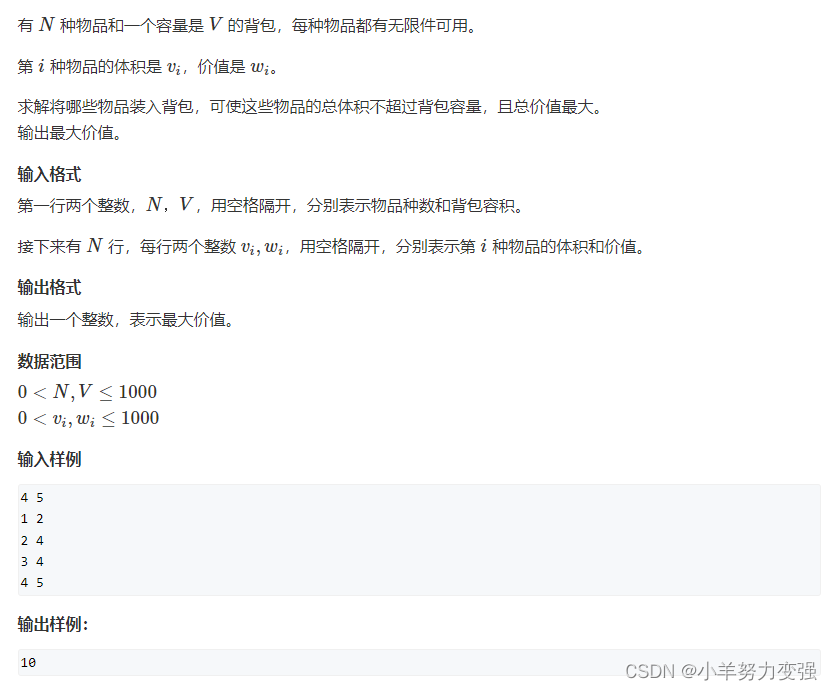 有 N 种物品和一个容量是 V 的背包，每种物品都有无限件可用。
第 i 种物品的体积是 vᵢ，价值是 wᵢ。
求解将哪些物品装入背包，可使这些物品的总体积不超过背包容量，且总价值最大。
输出最大价值。
输入格式
第一行两个整数，N，V，用空格隔开，分别表示物品种数和背包容积。
接下来有 N 行，每行两个整数 vᵢ, wᵢ，用空格隔开，分别表示第 i 种物品的体积和价值。
输出格式
输出一个整数，表示最大价值。
数据范围
0 < N, V ≤ 1000
0 < vᵢ, wᵢ ≤ 1000
输入样例
4 5
1 2
2 4
3 4
4 5
输出样例：
10
CSDN @小羊努力变强